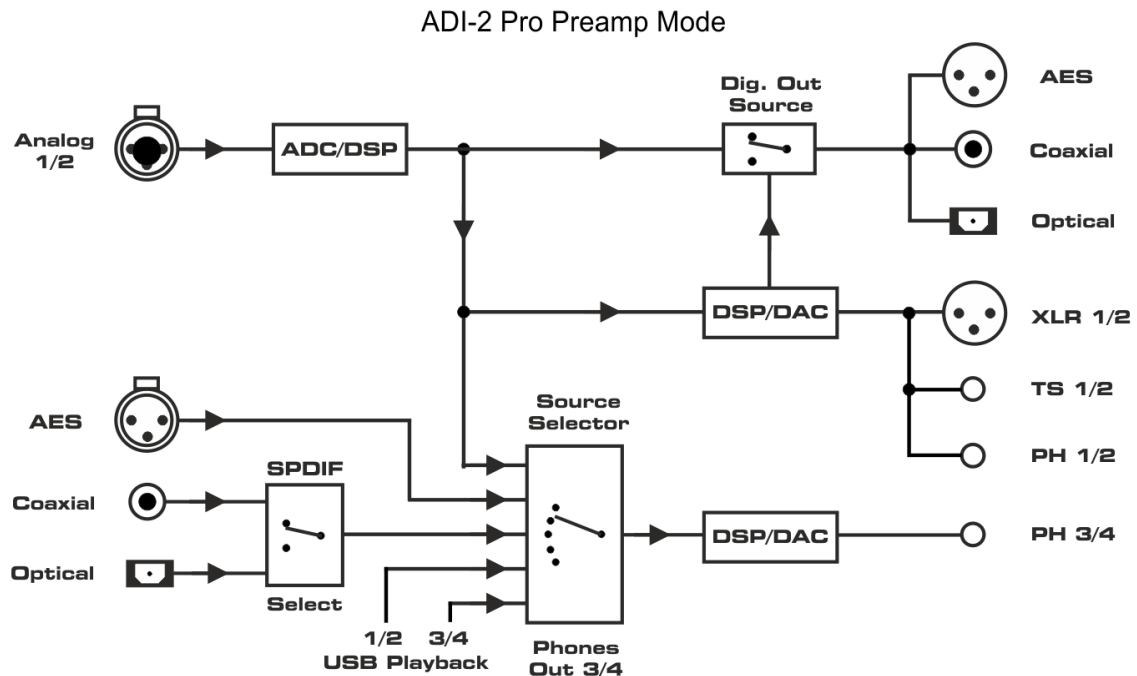 ADI-2 Pro Preamp Mode
Analog
1/2
ADC/DSP
Dig. Out
Source
AES
Coaxial
Optical
DSP/DAC
XLR 1/2
TS 1/2
PH 1/2
AES
Coaxial
Optical
SPDIF
Select
Source
Selector
1/2 3/4
USB Playback
Phones
Out 3/4
DSP/DAC
PH 3/4